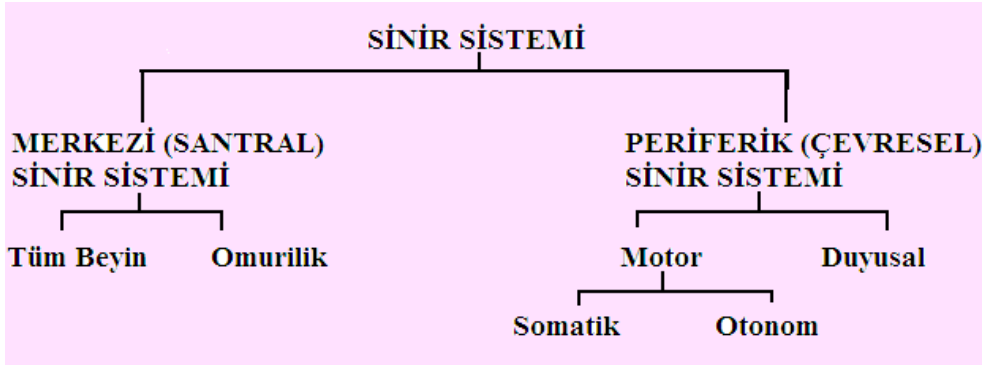 SİNİR SİSTEMİ
MERKEZİ (SANTRAL)
SİNİR SİSTEMİ
PERİFERİK (ÇEVRESEL)
SİNİR SİSTEMİ
Tüm Beyin
Omurilik
Motor
Duyusal
Somatik
Otonom